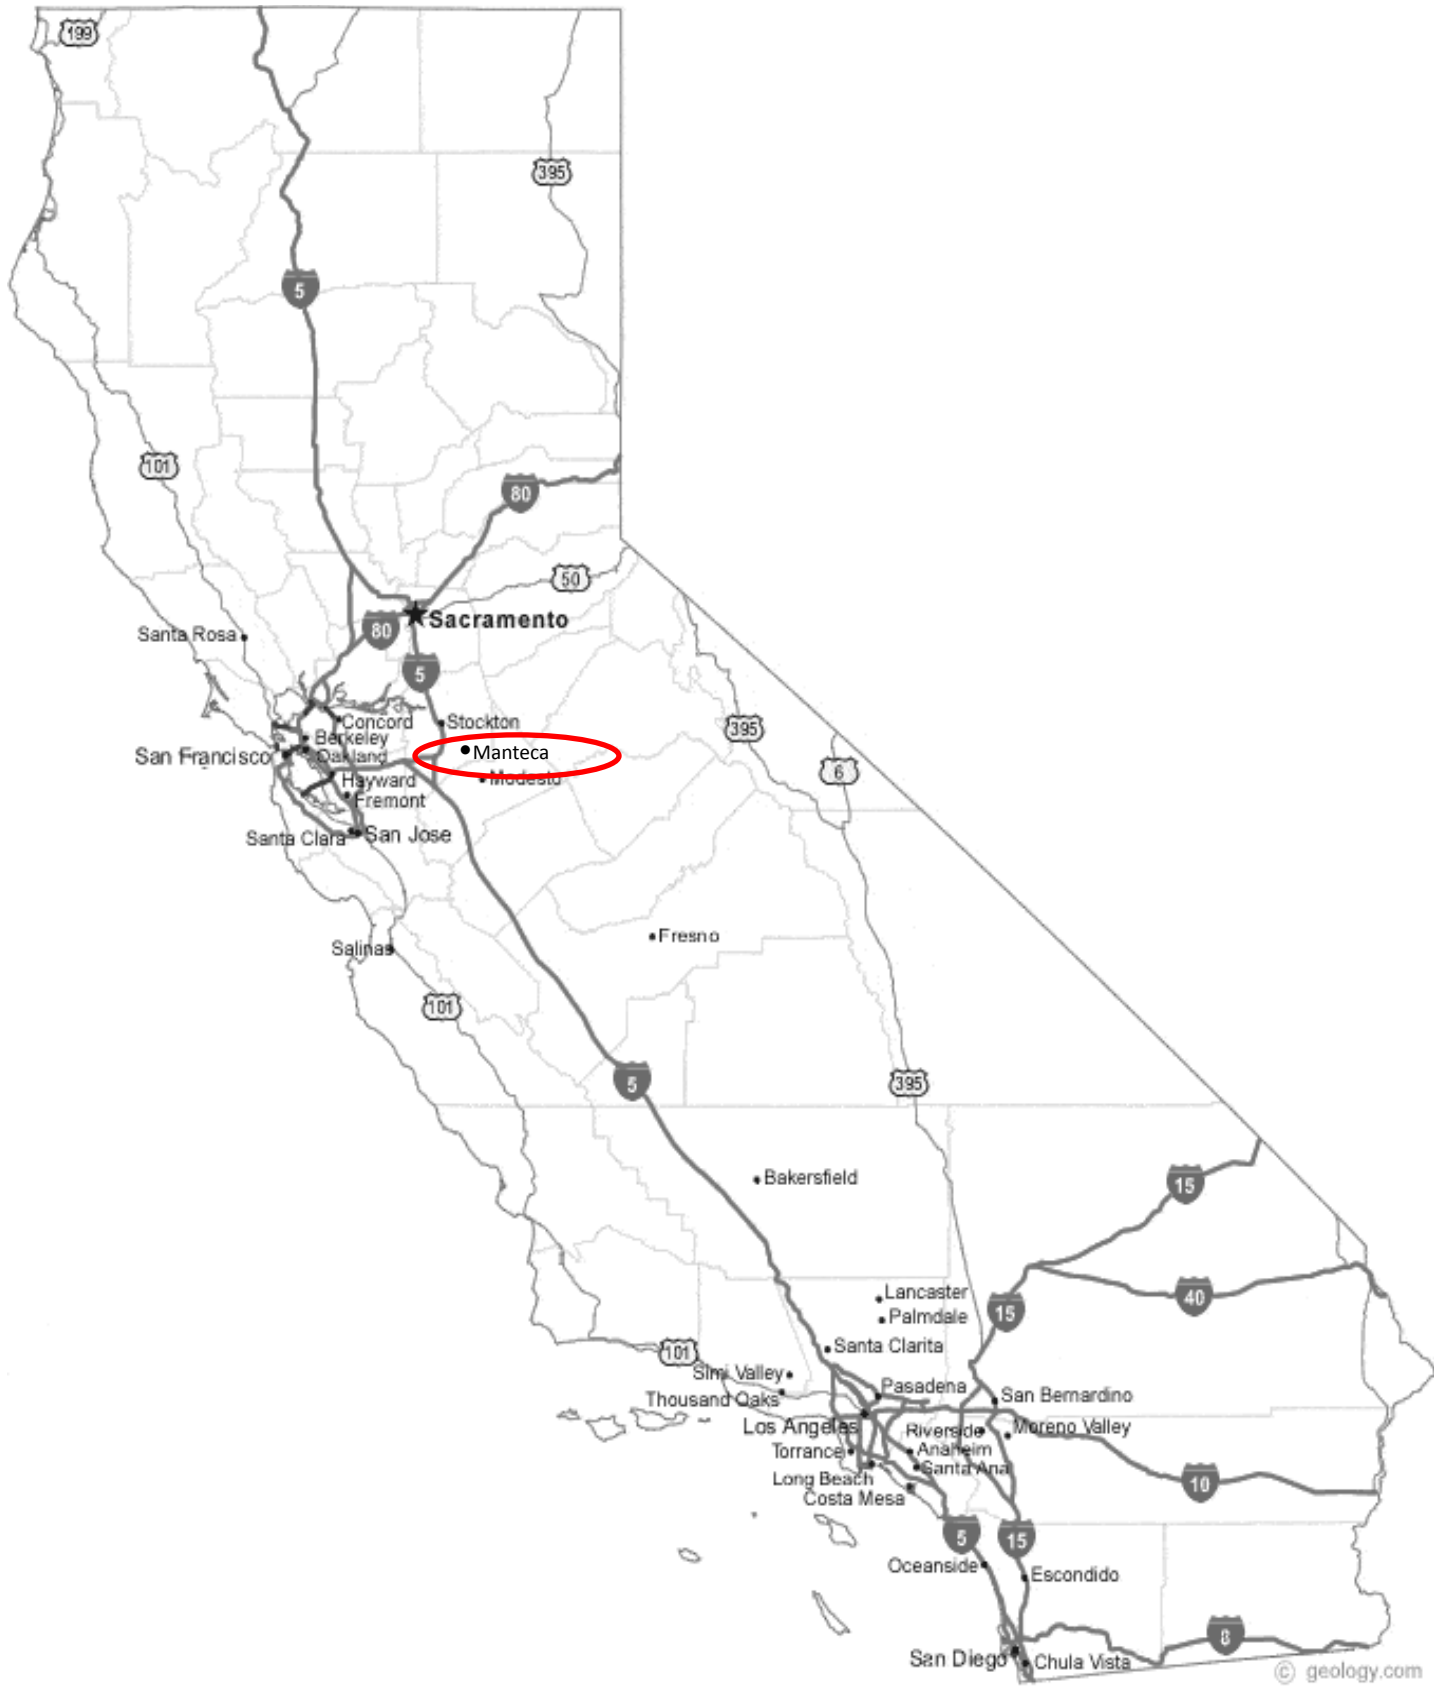 199
395
5
101
80
50
Sacramento
80
Santa Rosa
5
Concord
Stockton
395
Berkeley
Manteca
San Francisco
Oakland
6
Hayward
Modesto
Fremont
Santa Clara
San Jose
Fresno
Salinas
101
5
395
Bakersfield
15
Lancaster
40
Palmdale
15
Santa Clarita
101
Simi Valley
Pasadena
Thousand Oaks
San Bernardino
Los Angeles
Riverside
Moreno Valley
Torrance
Anaheim
Santa Ana
Long Beach
10
Costa Mesa
5
15
Oceanside
Escondido
8
San Diego
Chula Vista
© geology.com